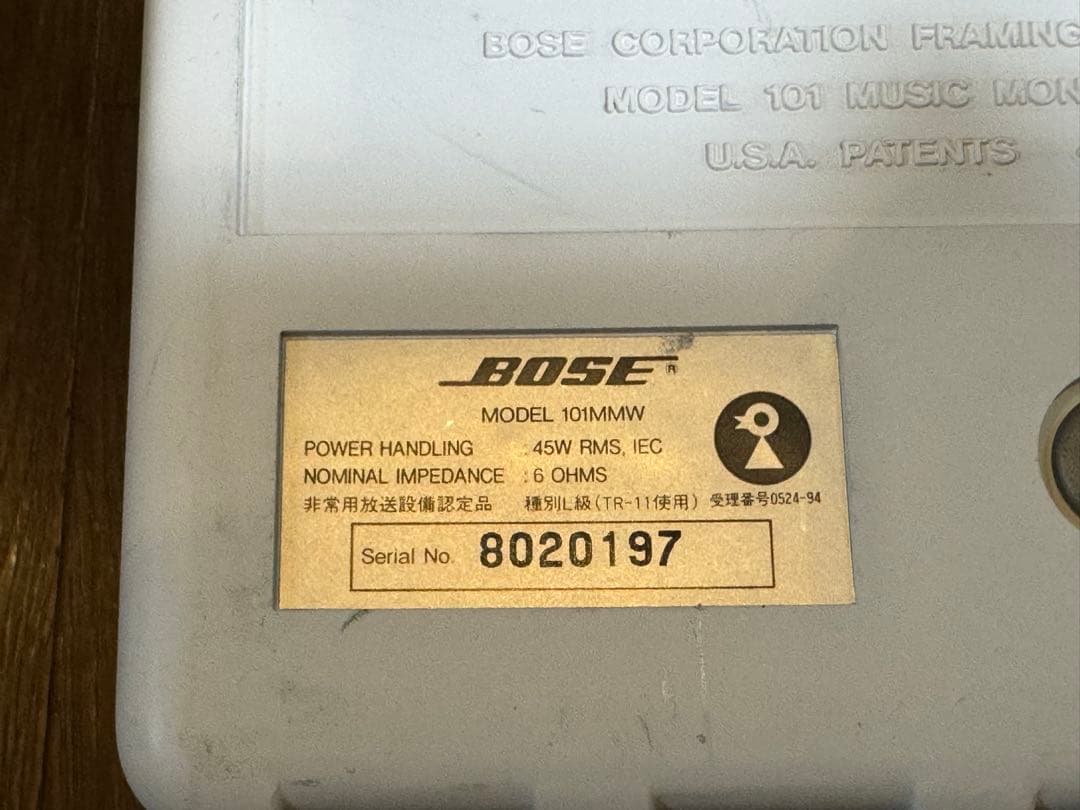 BOSE CORPORATION FRAMING
MODEL 101 MUSIC MON
U.S.A. PATENTS
BOSE®
MODEL 101MMW
POWER HANDLING : 45W RMS, IEC
NOMINAL IMPEDANCE : 6 OHMS
非常用放送設備認定品 種別L級(TR-11使用) 受理番号0524-94
Serial No. 8020197